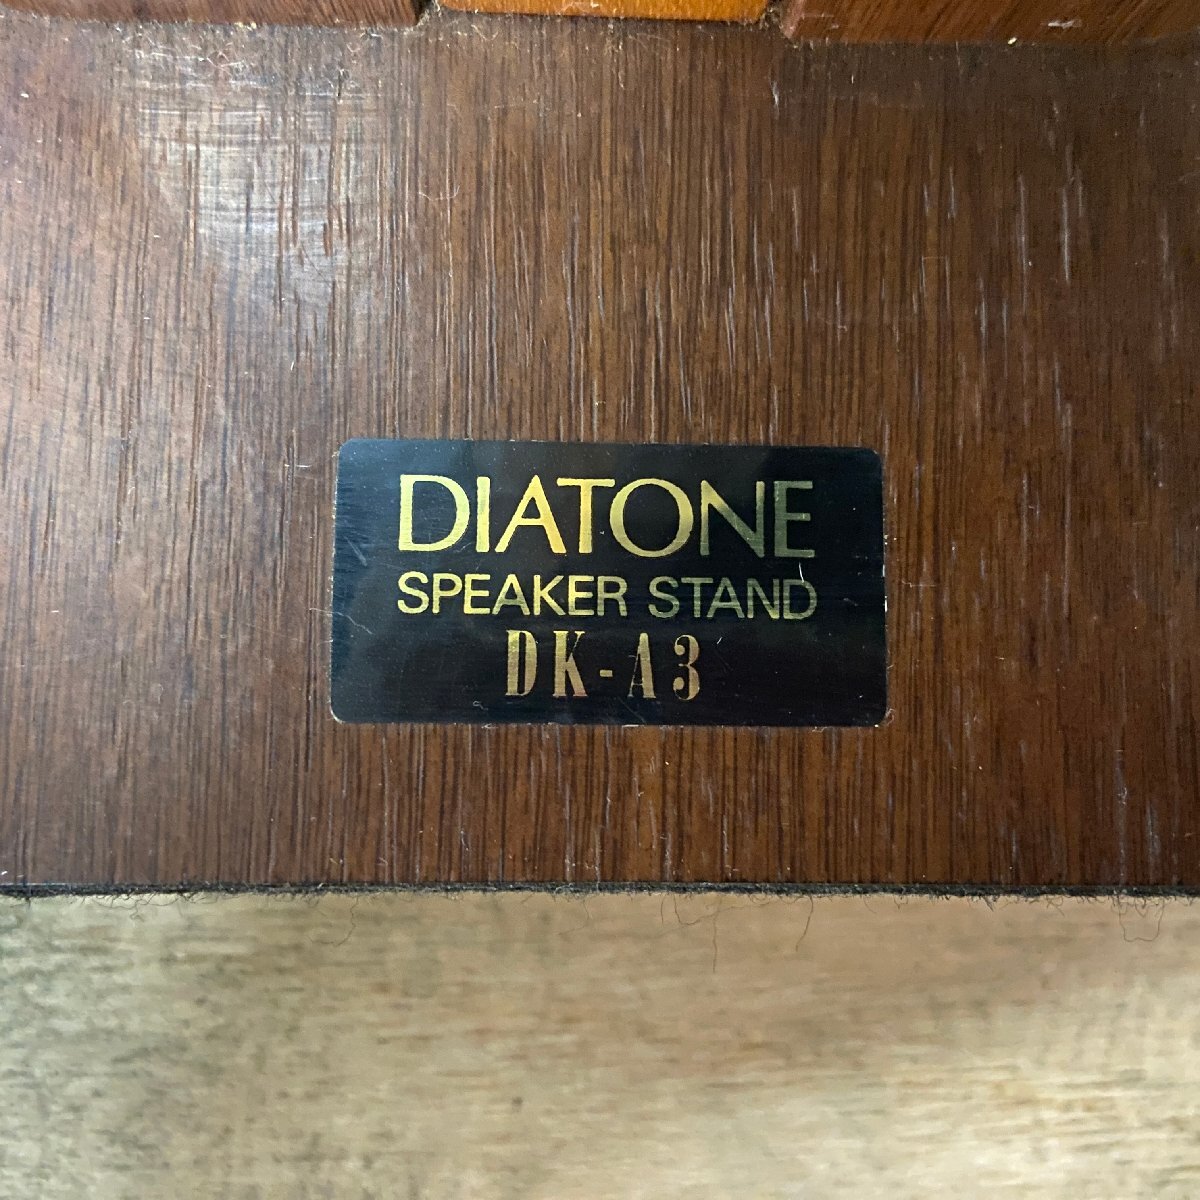 DIATONE
SPEAKER STAND
DK-A3